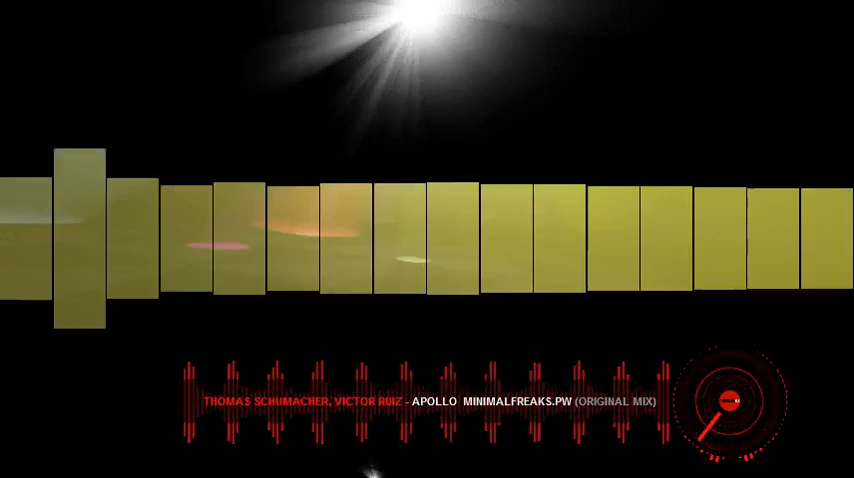 THOMAS SCHUMACHER, VICTOR RUIZ - APOLLO MINIMALFREAKS.PW (ORIGINAL MIX)